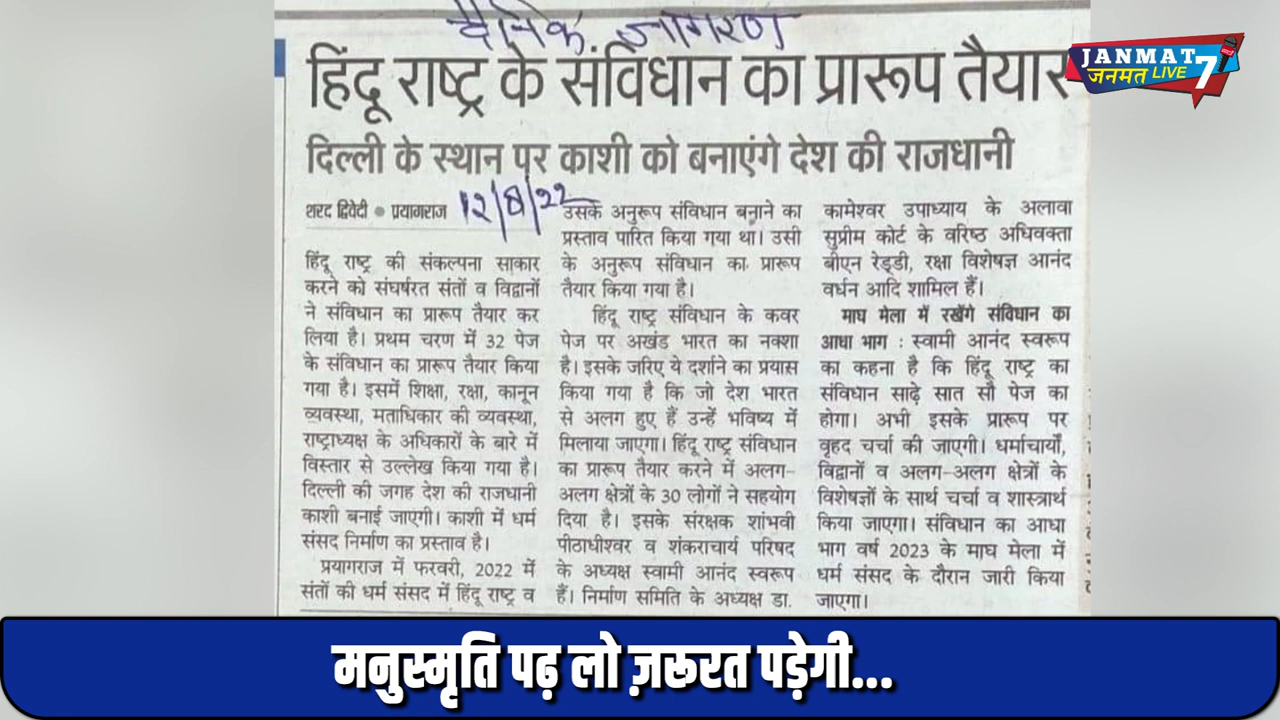 दैनिक जागरण
हिंदू राष्ट्र के संविधान का प्रारूप तैयार
JANMAT
जनमत LIVE 7
दिल्ली के स्थान पर काशी को बनाएंगे देश की राजधानी
शरद द्विवेदी ● प्रयागराज
12/8/22
हिंदू राष्ट्र की संकल्पना साकार
करने को संघर्षरत संतों व विद्वानों
ने संविधान का प्रारूप तैयार कर
लिया है। प्रथम चरण में 32 पेज
के संविधान का प्रारूप तैयार किया
गया है। इसमें शिक्षा, रक्षा, कानून
व्यवस्था, मताधिकार की व्यवस्था,
राष्ट्राध्यक्ष के अधिकारों के बारे में
विस्तार से उल्लेख किया गया है।
दिल्ली की जगह देश की राजधानी
काशी बनाई जाएगी। काशी में धर्म
संसद निर्माण का प्रस्ताव है।
प्रयागराज में फरवरी, 2022 में
संतों की धर्म संसद में हिंदू राष्ट्र व
उसके अनुरूप संविधान बनाने का
प्रस्ताव पारित किया गया था। उसी
के अनुरूप संविधान का प्रारूप
तैयार किया गया है।
हिंदू राष्ट्र संविधान के कवर
पेज पर अखंड भारत का नक्शा
है। इसके जरिए ये दर्शाने का प्रयास
किया गया है कि जो देश भारत
से अलग हुए हैं उन्हें भविष्य में
मिलाया जाएगा। हिंदू राष्ट्र संविधान
का प्रारूप तैयार करने में अलग-
अलग क्षेत्रों के 30 लोगों ने सहयोग
दिया है। इसके संरक्षक शांभवी
पीठाधीश्वर व शंकराचार्य परिषद
के अध्यक्ष स्वामी आनंद स्वरूप
हैं। निर्माण समिति के अध्यक्ष डा.
कामेश्वर उपाध्याय के अलावा
सुप्रीम कोर्ट के वरिष्ठ अधिवक्ता
बीएन रेड्डी, रक्षा विशेषज्ञ आनंद
वर्धन आदि शामिल हैं।
माघ मेला में रखेंगे संविधान का
आधा भाग : स्वामी आनंद स्वरूप
का कहना है कि हिंदू राष्ट्र का
संविधान साढ़े सात सौ पेज का
होगा। अभी इसके प्रारूप पर
वृहद चर्चा की जाएगी। धर्माचार्यों,
विद्वानों व अलग-अलग क्षेत्रों के
विशेषज्ञों के सार्थ चर्चा व शास्त्रार्थ
किया जाएगा। संविधान का आधा
भाग वर्ष 2023 के माघ मेला में
धर्म संसद के दौरान जारी किया
जाएगा।
मनुस्मृति पढ़ लो ज़रूरत पड़ेगी...